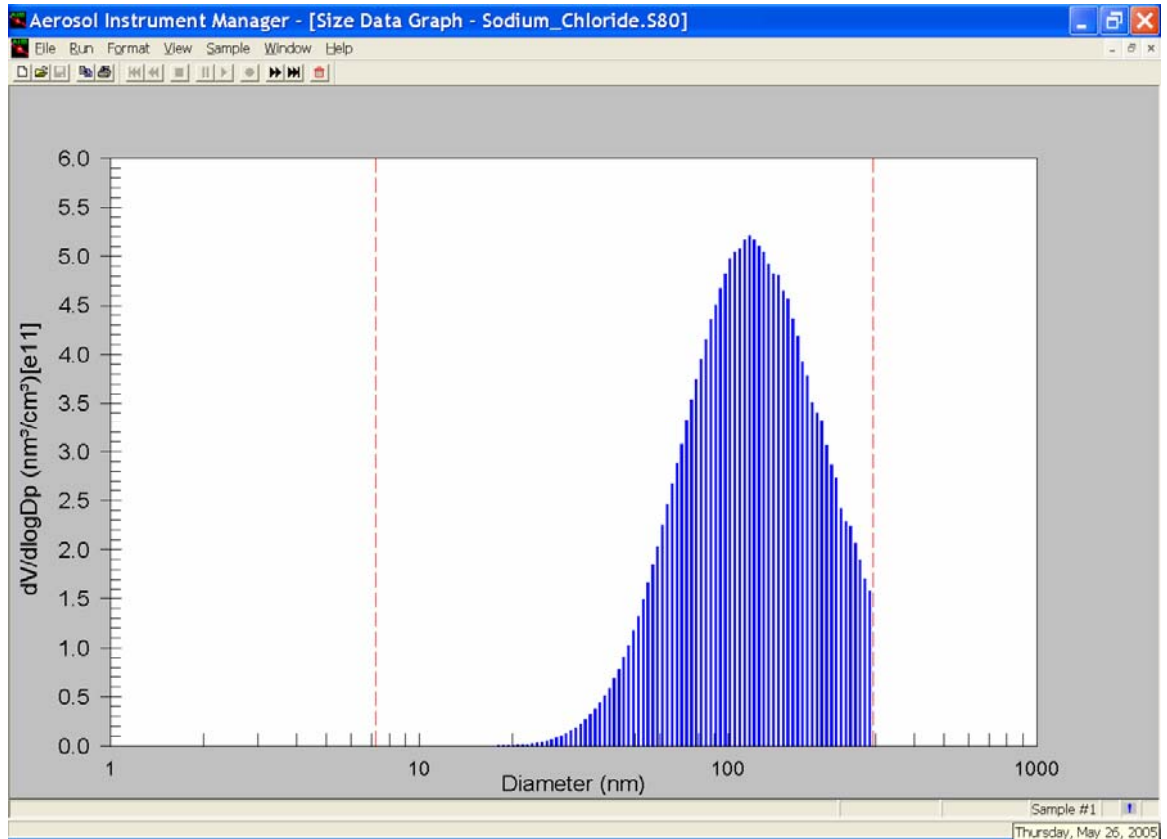 Aerosol Instrument Manager - [Size Data Graph - Sodium_Chloride.S80]
File Run Format View Sample Window Help
6.0
5.5
5.0
4.5
4.0
3.5
3.0
2.5
2.0
1.5
1.0
0.5
0.0
dV/dlogDp (nm³/cm³)[e11]
1 10 100 1000
Diameter (nm)
Sample #1 !
Thursday, May 26, 2005